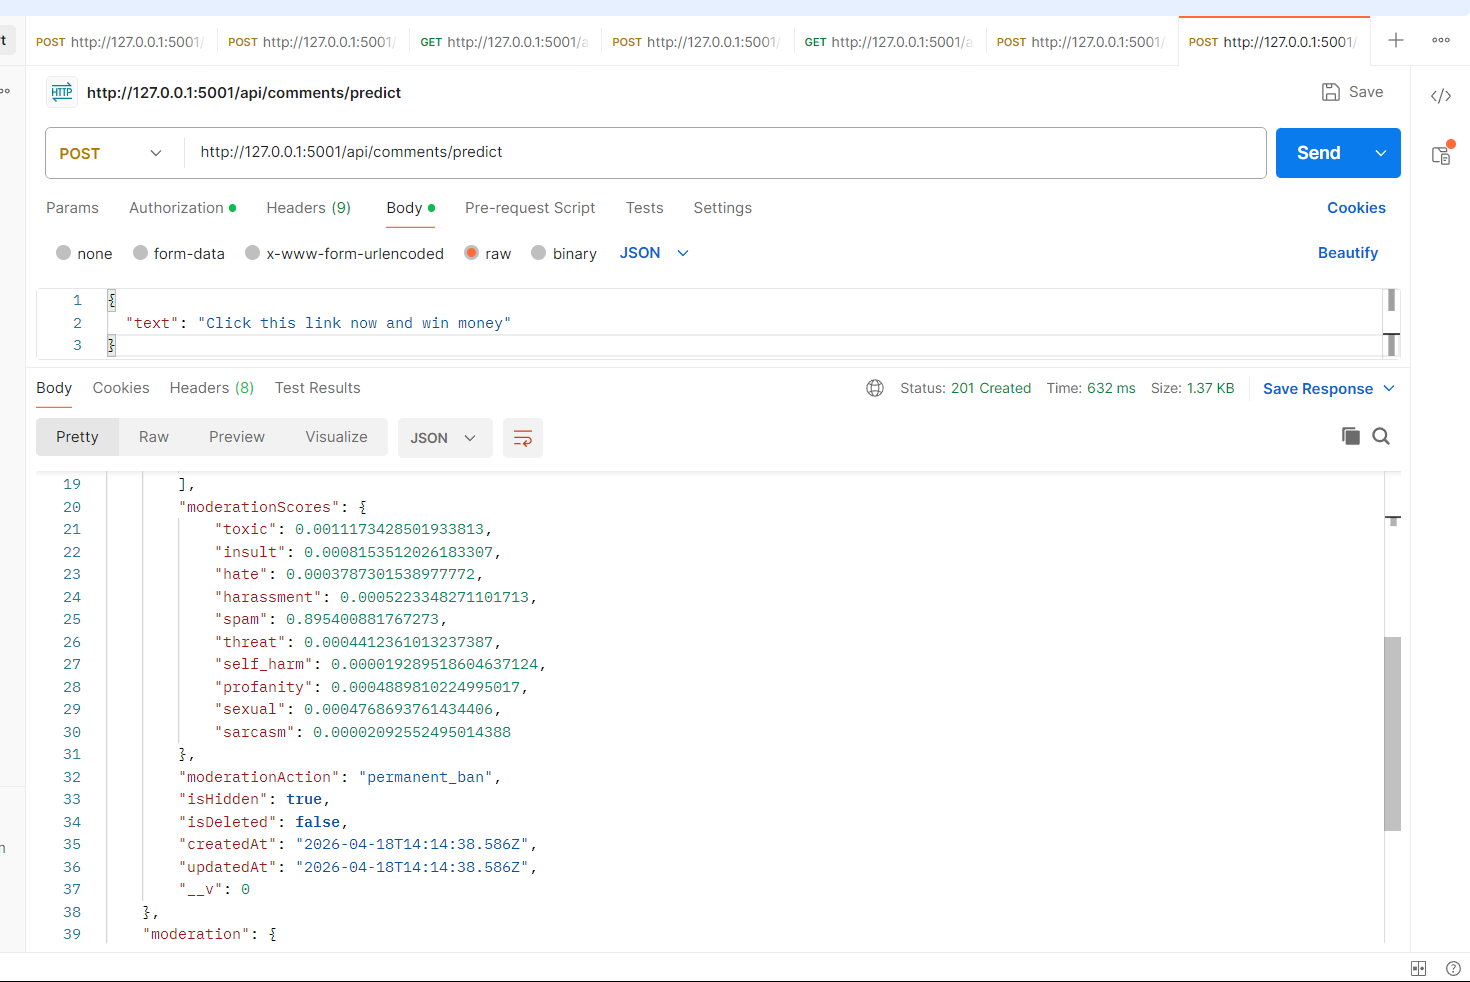 POST http://127.0.0.1:5001/ POST http://127.0.0.1:5001/ GET http://127.0.0.1:5001/a POST http://127.0.0.1:5001/ GET http://127.0.0.1:5001/a POST http://127.0.0.1:5001/ POST http://127.0.0.1:5001/
HTTP http://127.0.0.1:5001/api/comments/predict Save
POST http://127.0.0.1:5001/api/comments/predict Send
Params Authorization Headers (9) Body Pre-request Script Tests Settings Cookies
none form-data x-www-form-urlencoded raw binary JSON Beautify
1 {
2 "text": "Click this link now and win money"
3 }
Body Cookies Headers (8) Test Results Status: 201 Created Time: 632 ms Size: 1.37 KB Save Response
Pretty Raw Preview Visualize JSON
19 ],
20 "moderationScores": {
21 "toxic": 0.0011173428501933813,
22 "insult": 0.0008153512026183307,
23 "hate": 0.0003787301538977772,
24 "harassment": 0.0005223348271101713,
25 "spam": 0.895400881767273,
26 "threat": 0.0004412361013237387,
27 "self_harm": 0.000019289518604637124,
28 "profanity": 0.0004889810224995017,
29 "sexual": 0.0004768693761434406,
30 "sarcasm": 0.00002092552495014388
31 },
32 "moderationAction": "permanent_ban",
33 "isHidden": true,
34 "isDeleted": false,
35 "createdAt": "2026-04-18T14:14:38.586Z",
36 "updatedAt": "2026-04-18T14:14:38.586Z",
37 "__v": 0
38 },
39 "moderation": {